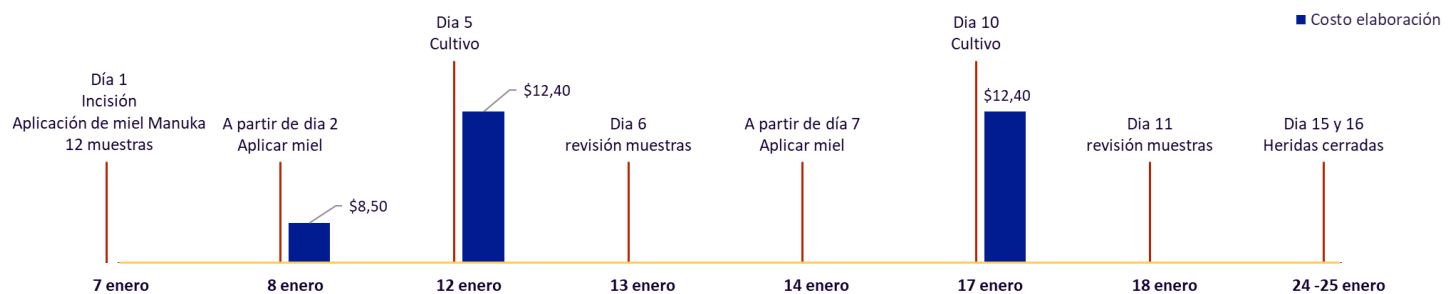 Costo elaboración
Día 1
Incisión
Aplicación de miel Manuka
12 muestras
A partir de dia 2
Aplicar miel
Dia 5
Cultivo
Dia 6
revisión muestras
A partir de día 7
Aplicar miel
Dia 10
Cultivo
Dia 11
revisión muestras
Dia 15 y 16
Heridas cerradas
$8,50
$12,40
$12,40
7 enero
8 enero
12 enero
13 enero
14 enero
17 enero
18 enero
24 -25 enero